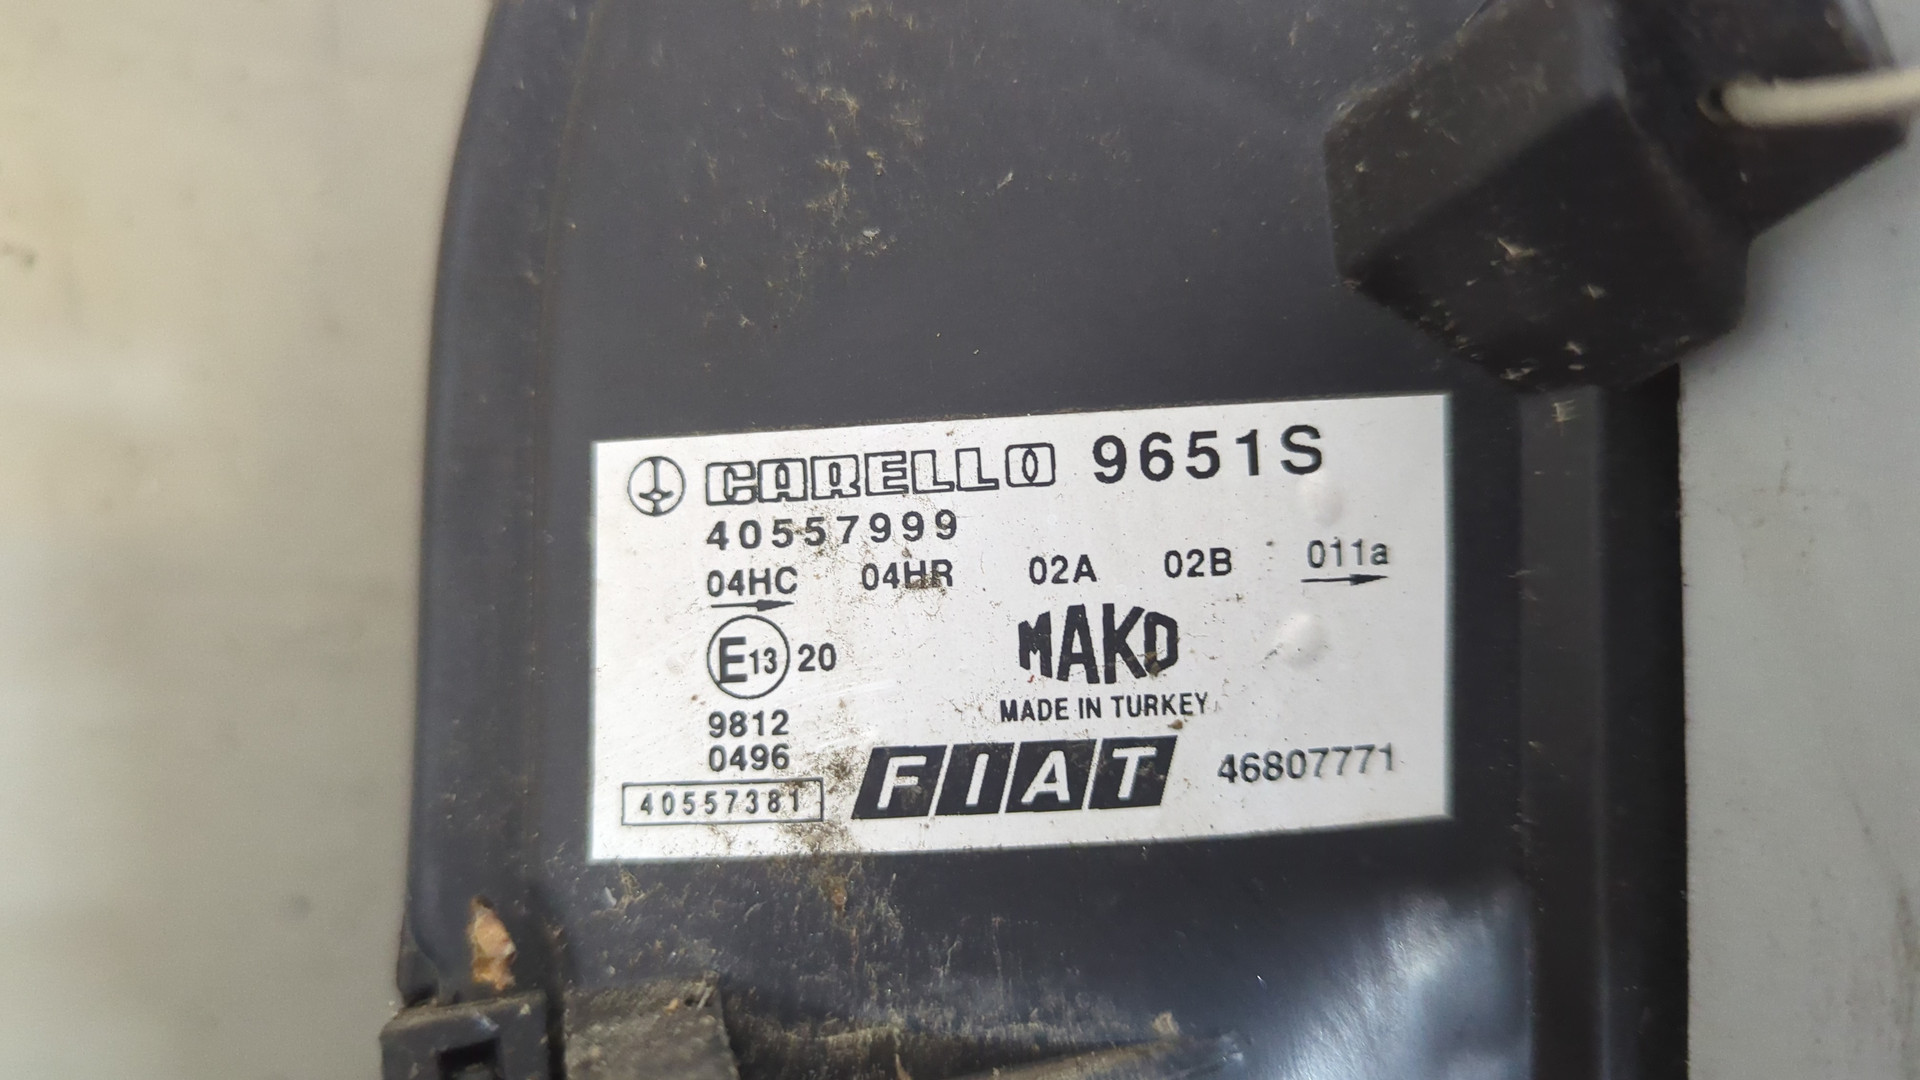 CARELLO 9651S
40557999
04HC 04HR 02A 02B 011a
E13 20
MAKO
MADE IN TURKEY
9812
0496
40557381
FIAT 46807771